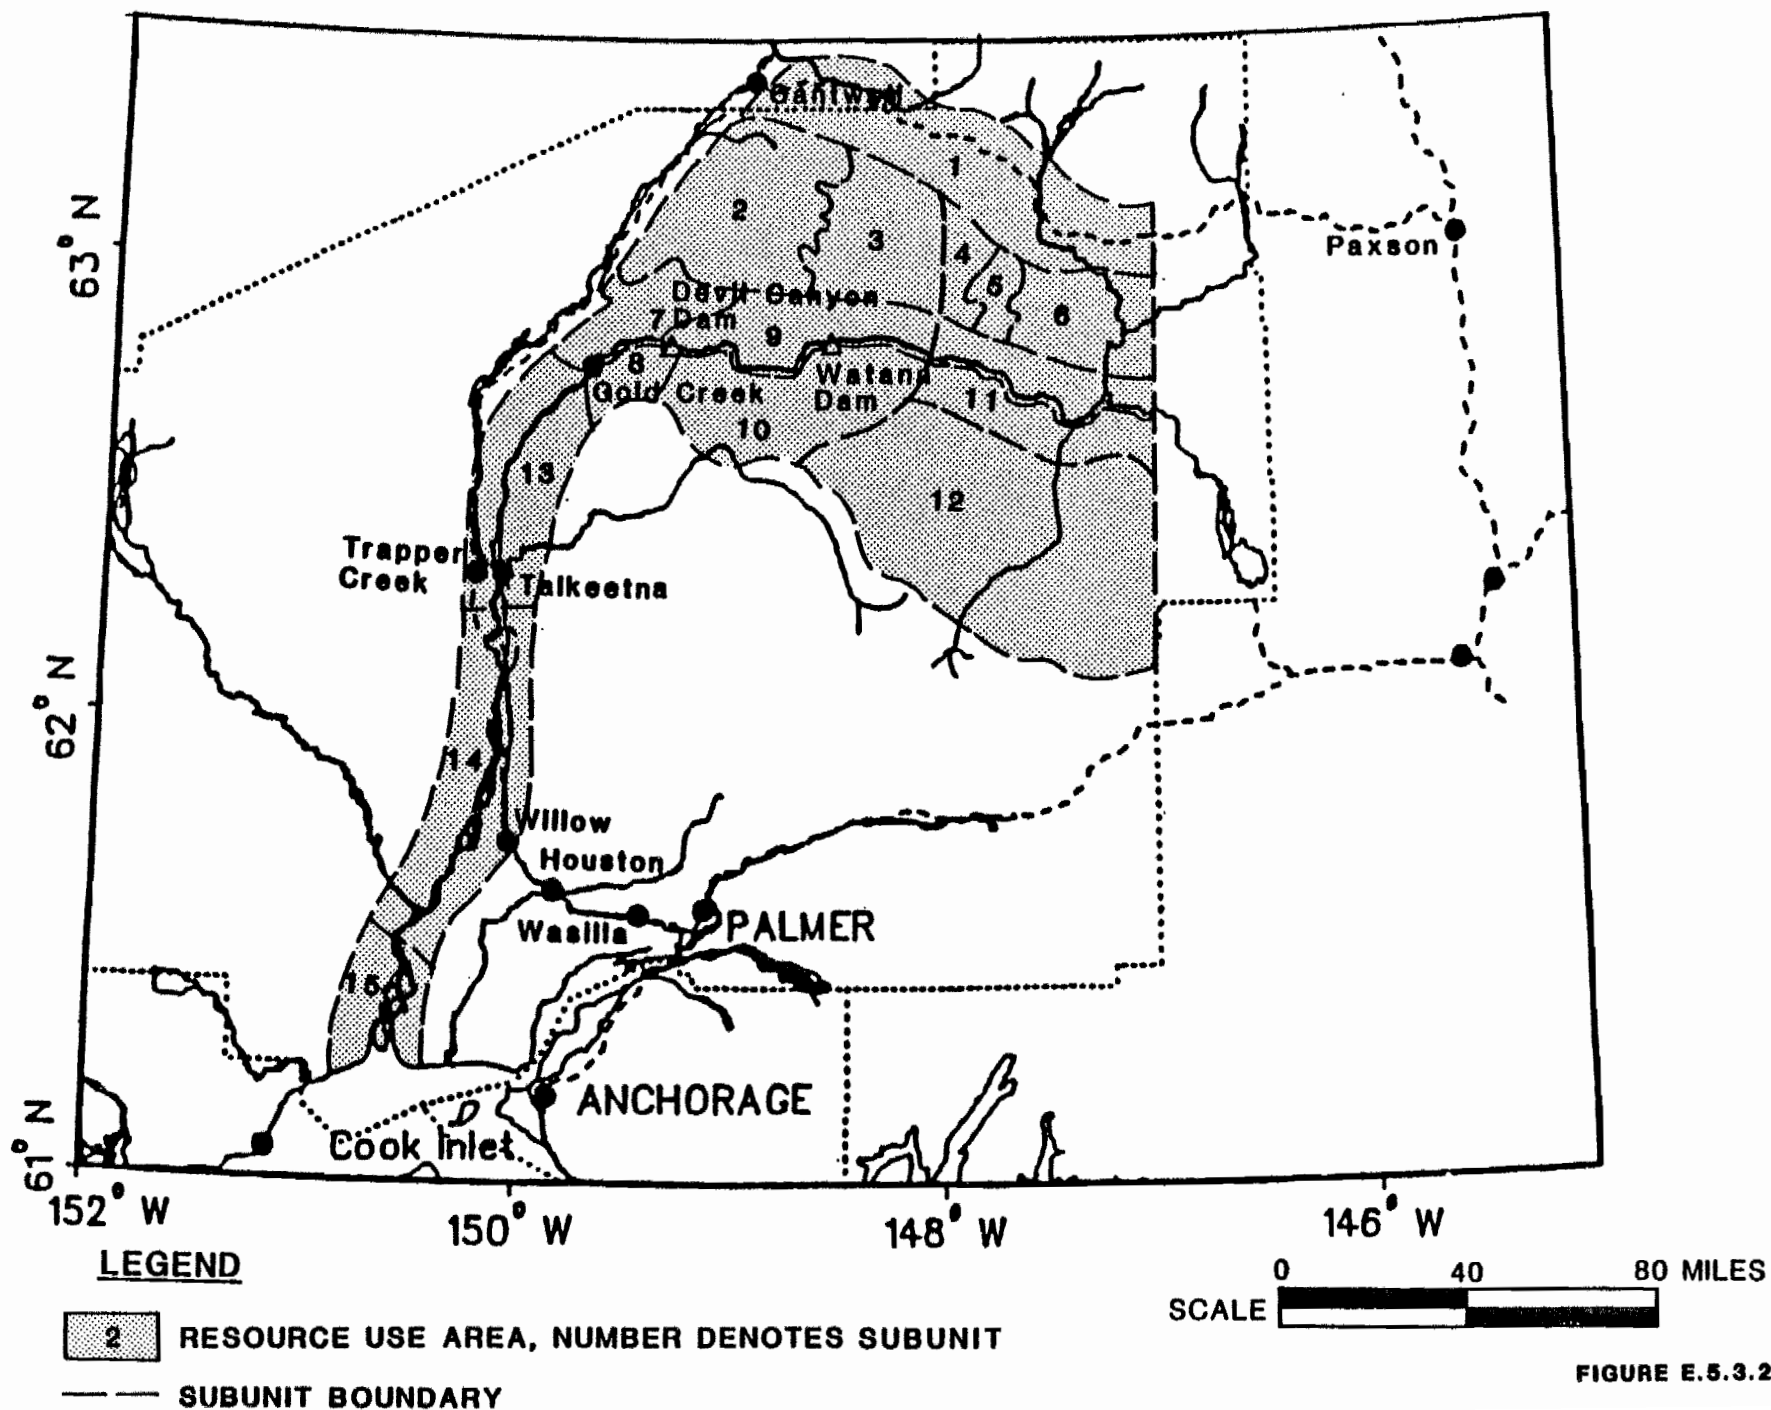 Cantwell
1
2
3
4
5
6
Paxson
63° N
Devil Canyon
7 Dam
9
8
Gold Creek
Watana
Dam
11
10
13
12
Trapper
Creek
Talkeetna
62° N
14
Willow
Houston
Wasilla
PALMER
15
ANCHORAGE
Cook Inlet
61° N
152° W
150° W
148° W
146° W
LEGEND
2 RESOURCE USE AREA, NUMBER DENOTES SUBUNIT
SUBUNIT BOUNDARY
0 40 80 MILES
SCALE
FIGURE E.5.3.2